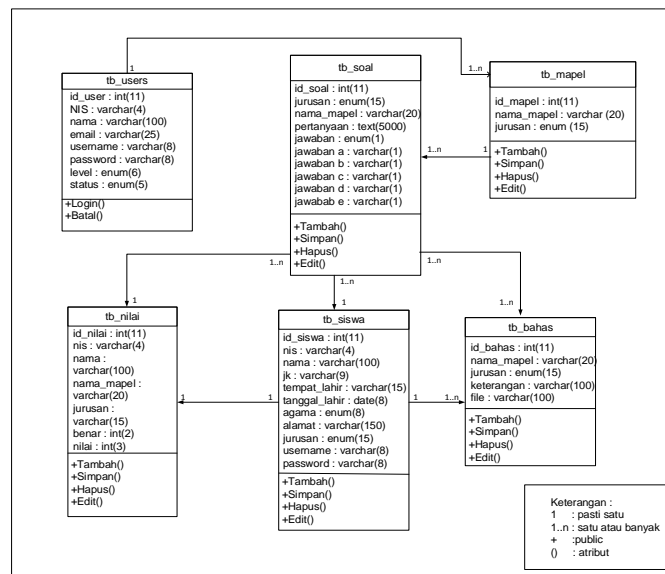 tb_users
id_user : int(11)
NIS : varchar(4)
nama : varchar(100)
email : varchar(25)
username : varchar(8)
password : varchar(8)
level : enum(6)
status : enum(5)
+Login()
+Batal()
1
1..n
tb_soal
id_soal : int(11)
jurusan : enum(15)
nama_mapel : varchar(20)
pertanyaan : text(5000)
jawaban : enum(1)
jawaban a : varchar(1)
jawaban b : varchar(1)
jawaban c : varchar(1)
jawaban d : varchar(1)
jawabab e : varchar(1)
+Tambah()
+Simpan()
+Hapus()
+Edit()
tb_mapel
id_mapel : int(11)
nama_mapel : varchar (20)
jurusan : enum (15)
+Tambah()
+Simpan()
+Hapus()
+Edit()
1..n
1
1..n
1
1..n
1
1..n
1..n
tb_nilai
id_nilai : int(11)
nis : varchar(4)
nama :
varchar(100)
nama_mapel :
varchar(20)
jurusan :
varchar(15)
benar : int(2)
nilai : int(3)
+Tambah()
+Simpan()
+Hapus()
+Edit()
1
1
tb_siswa
id_siswa : int(11)
nis : varchar(4)
nama : varchar(100)
jk : varchar(9)
tempat_lahir : varchar(15)
tanggal_lahir : date(8)
agama : enum(8)
alamat : varchar(150)
jurusan : enum(15)
username : varchar(8)
password : varchar(8)
+Tambah()
+Simpan()
+Hapus()
+Edit()
1
1..n
tb_bahas
id_bahas : int(11)
nama_mapel : varchar(20)
jurusan : enum(15)
keterangan : varchar(100)
file : varchar(100)
+Tambah()
+Simpan()
+Hapus()
+Edit()
Keterangan :
1 : pasti satu
1..n : satu atau banyak
+ :public
() : atribut